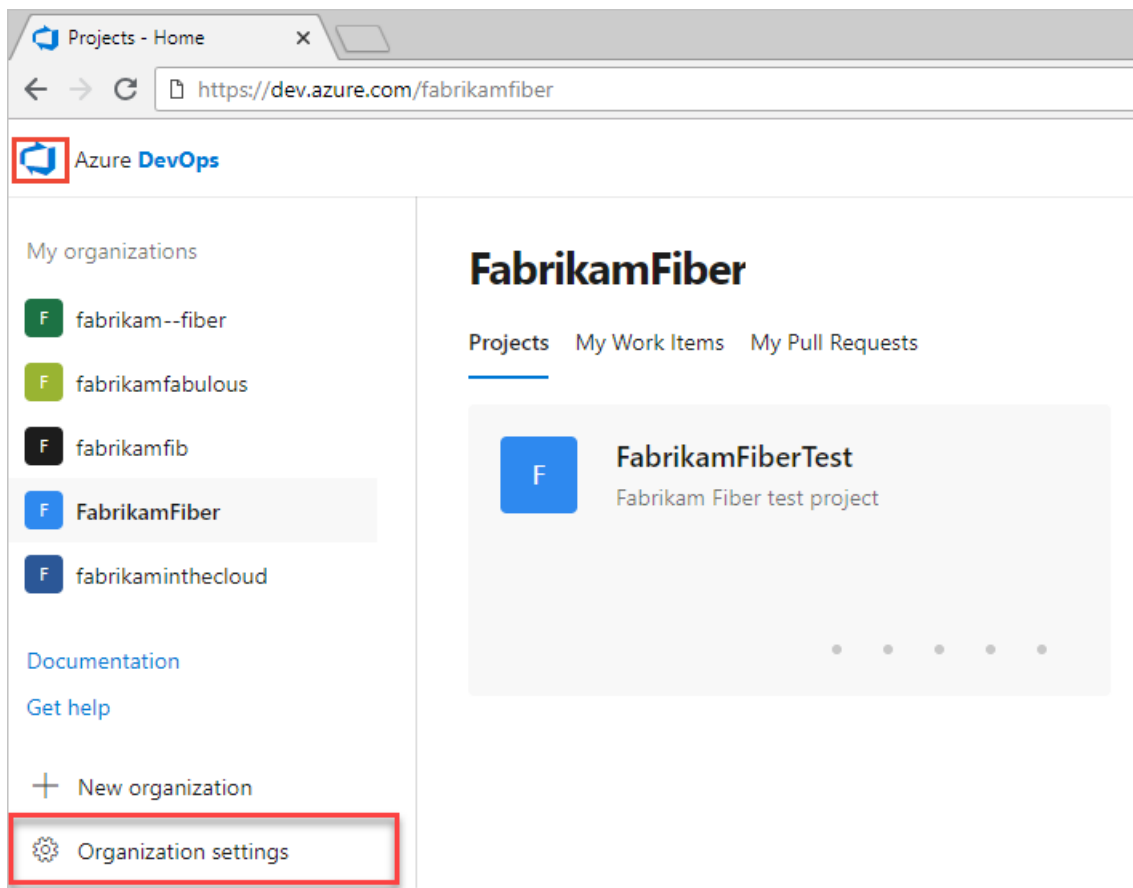 Projects - Home
https://dev.azure.com/fabrikamfiber
Azure DevOps
My organizations
F fabrikam--fiber
F fabrikamfabulous
F fabrikamfib
F FabrikamFiber
F fabrikaminthecloud
Documentation
Get help
New organization
Organization settings
FabrikamFiber
Projects My Work Items My Pull Requests
F FabrikamFiberTest
Fabrikam Fiber test project